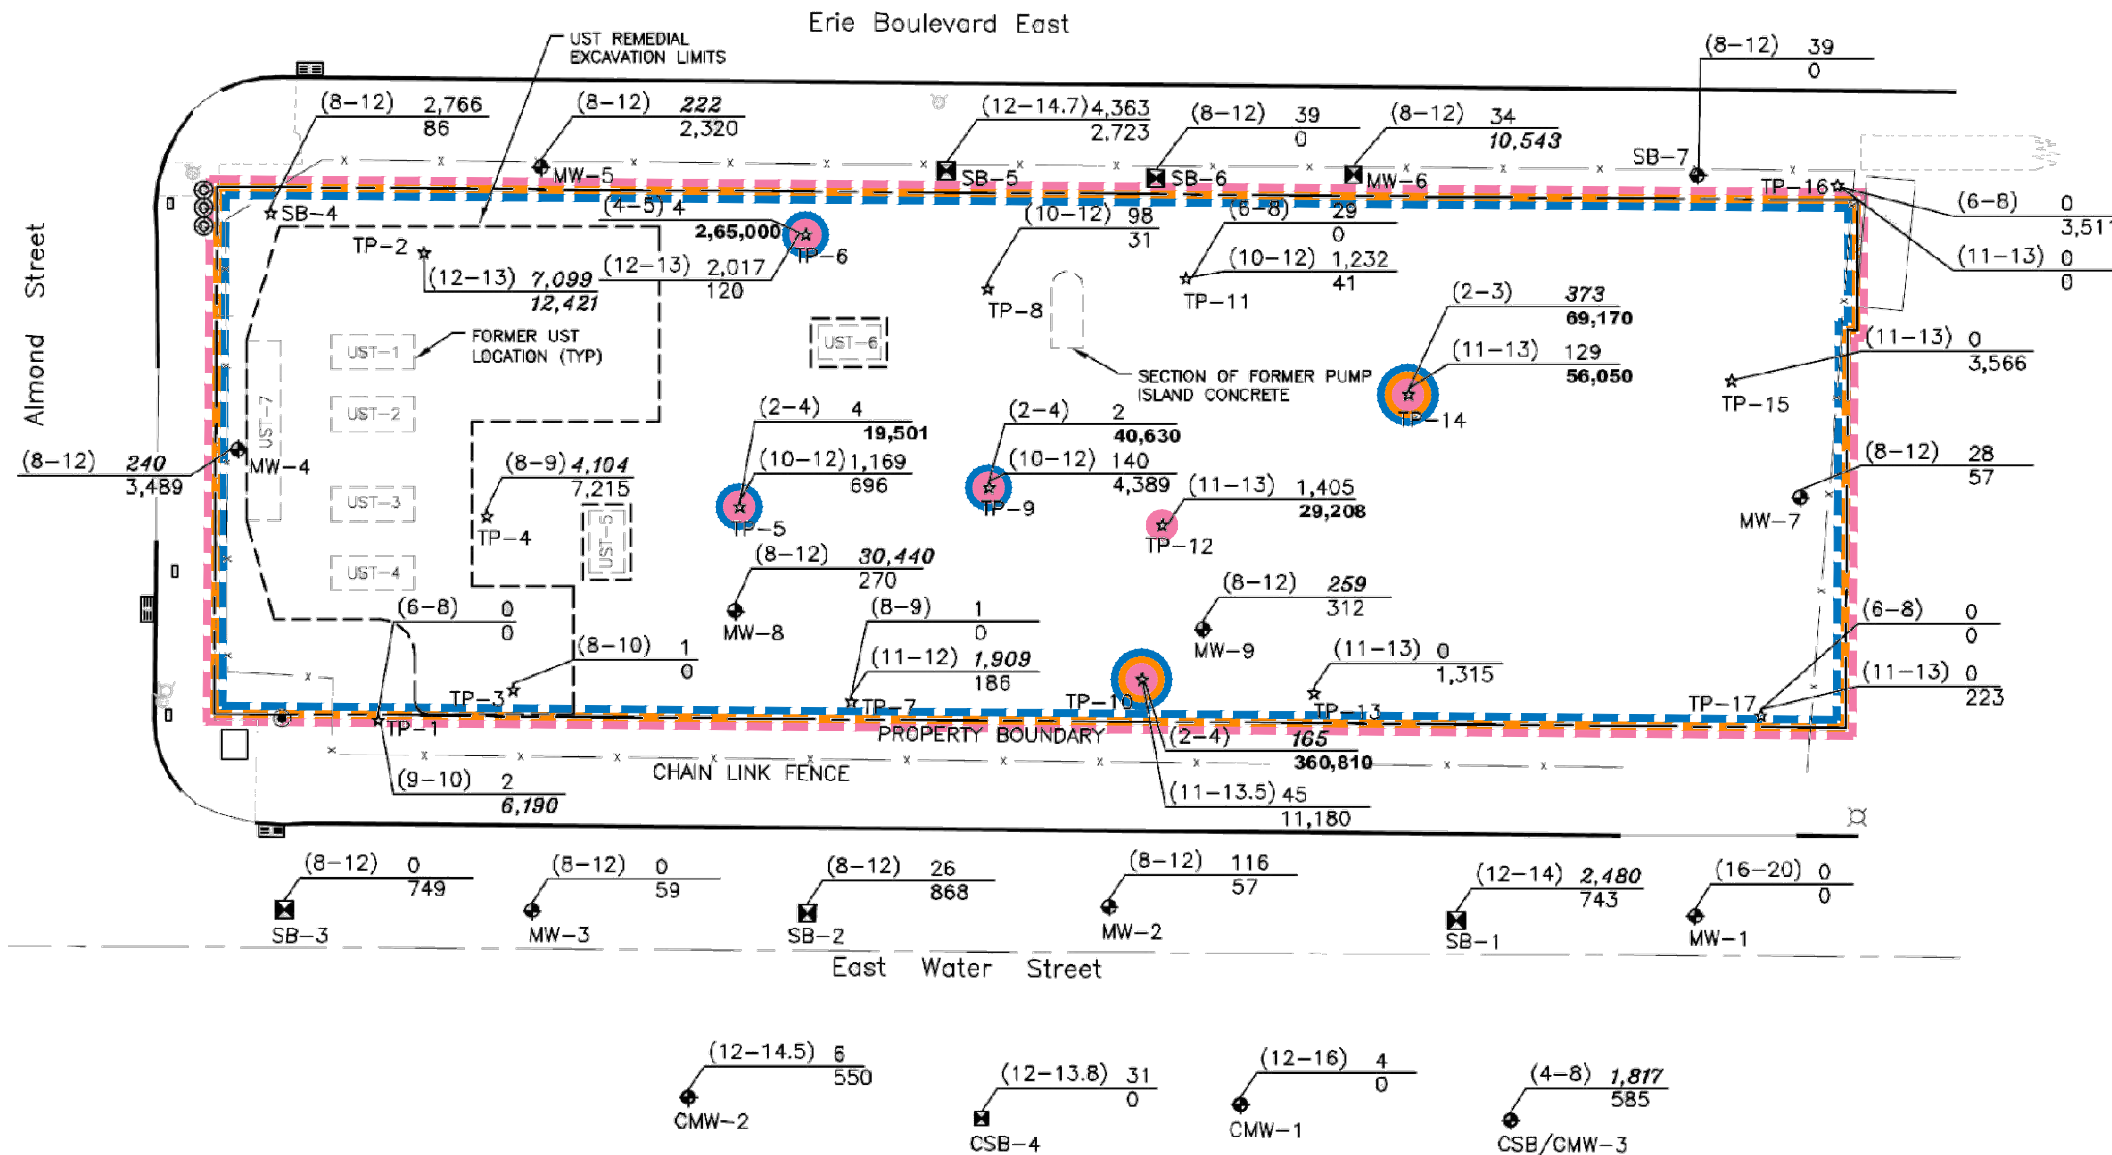 Erie Boulevard East
UST REMEDIAL
EXCAVATION LIMITS
(8-12) 39
0
(8-12) 2,766
86
(8-12) 222
2,320
(12-14.7) 4,363
2,723
(8-12) 39
0
(8-12) 34
10,543
SB-7
MW-5
SB-5
SB-6
MW-6
TP-16
(6-8) 0
3,511
(11-13) 0
0
SB-4
TP-2
(4-5) 4
2,65,000
TP-6
(12-13) 2,017
120
(12-13) 7,099
12,421
(10-12) 98
31
TP-8
(6-8) 29
0
(10-12) 1,232
41
TP-11
(2-3) 373
69,170
(11-13) 129
56,050
TP-14
(11-13) 0
3,566
TP-15
Almond Street
FORMER UST
LOCATION (TYP)
UST-1
UST-2
UST-3
UST-4
UST-5
UST-6
UST-7
SECTION OF FORMER PUMP
ISLAND CONCRETE
(8-12) 240
3,489
MW-4
(8-9) 4,104
7,215
TP-4
(2-4) 4
19,501
(10-12) 1,169
696
TP-5
(2-4) 2
40,630
(10-12) 140
4,389
TP-9
(11-13) 1,405
29,208
TP-12
(8-12) 28
57
MW-7
(8-12) 30,440
270
MW-8
(8-12) 259
312
MW-9
(6-8) 0
0
(8-10) 1
0
TP-3
(8-9) 1
0
(11-12) 1,909
186
TP-7
TP-10
(11-13) 0
1,315
TP-13
(6-8) 0
0
(11-13) 0
223
TP-17
TP-1
PROPERTY BOUNDARY
CHAIN LINK FENCE
(9-10) 2
6,190
(2-4) 165
360,810
(11-13.5) 45
11,180
(8-12) 0
749
SB-3
(8-12) 0
59
MW-3
(8-12) 26
868
SB-2
(8-12) 116
57
MW-2
(12-14) 2,480
743
SB-1
(16-20) 0
0
MW-1
East Water Street
(12-14.5) 6
550
CMW-2
(12-13.8) 31
0
CSB-4
(12-16) 4
0
CMW-1
(4-8) 1,817
585
CSB/CMW-3